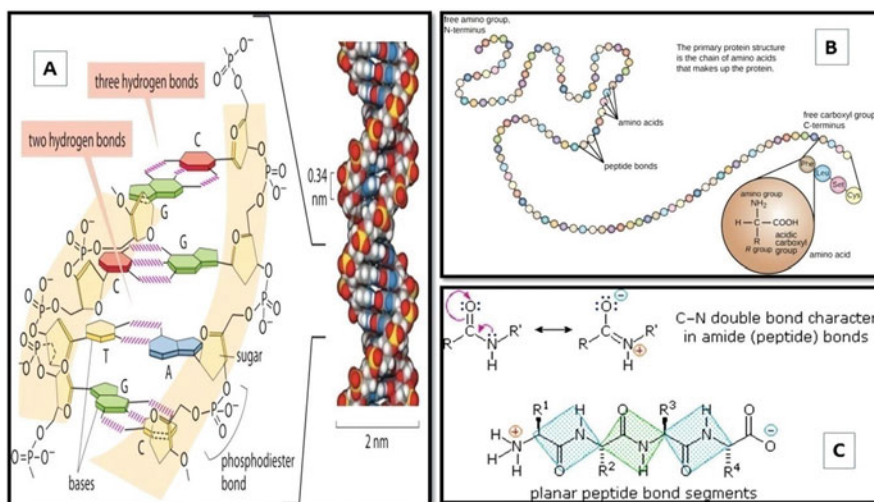 A
three hydrogen bonds
two hydrogen bonds
C
G
G
C
T
A
sugar
G
C
bases
phosphodiester
bond
0.34
nm
2 nm
free amino group,
N-terminus
B
The primary protein structure
is the chain of amino acids
that makes up the protein.
amino acids
peptide bonds
free carboxyl group
C-terminus
Phe
Leu
Ser
Cys
amino group
NH2
H—C—COOH
acidic
carboxyl
group
R
R group
amino acid
C–N double bond character
in amide (peptide) bonds
C
planar peptide bond segments